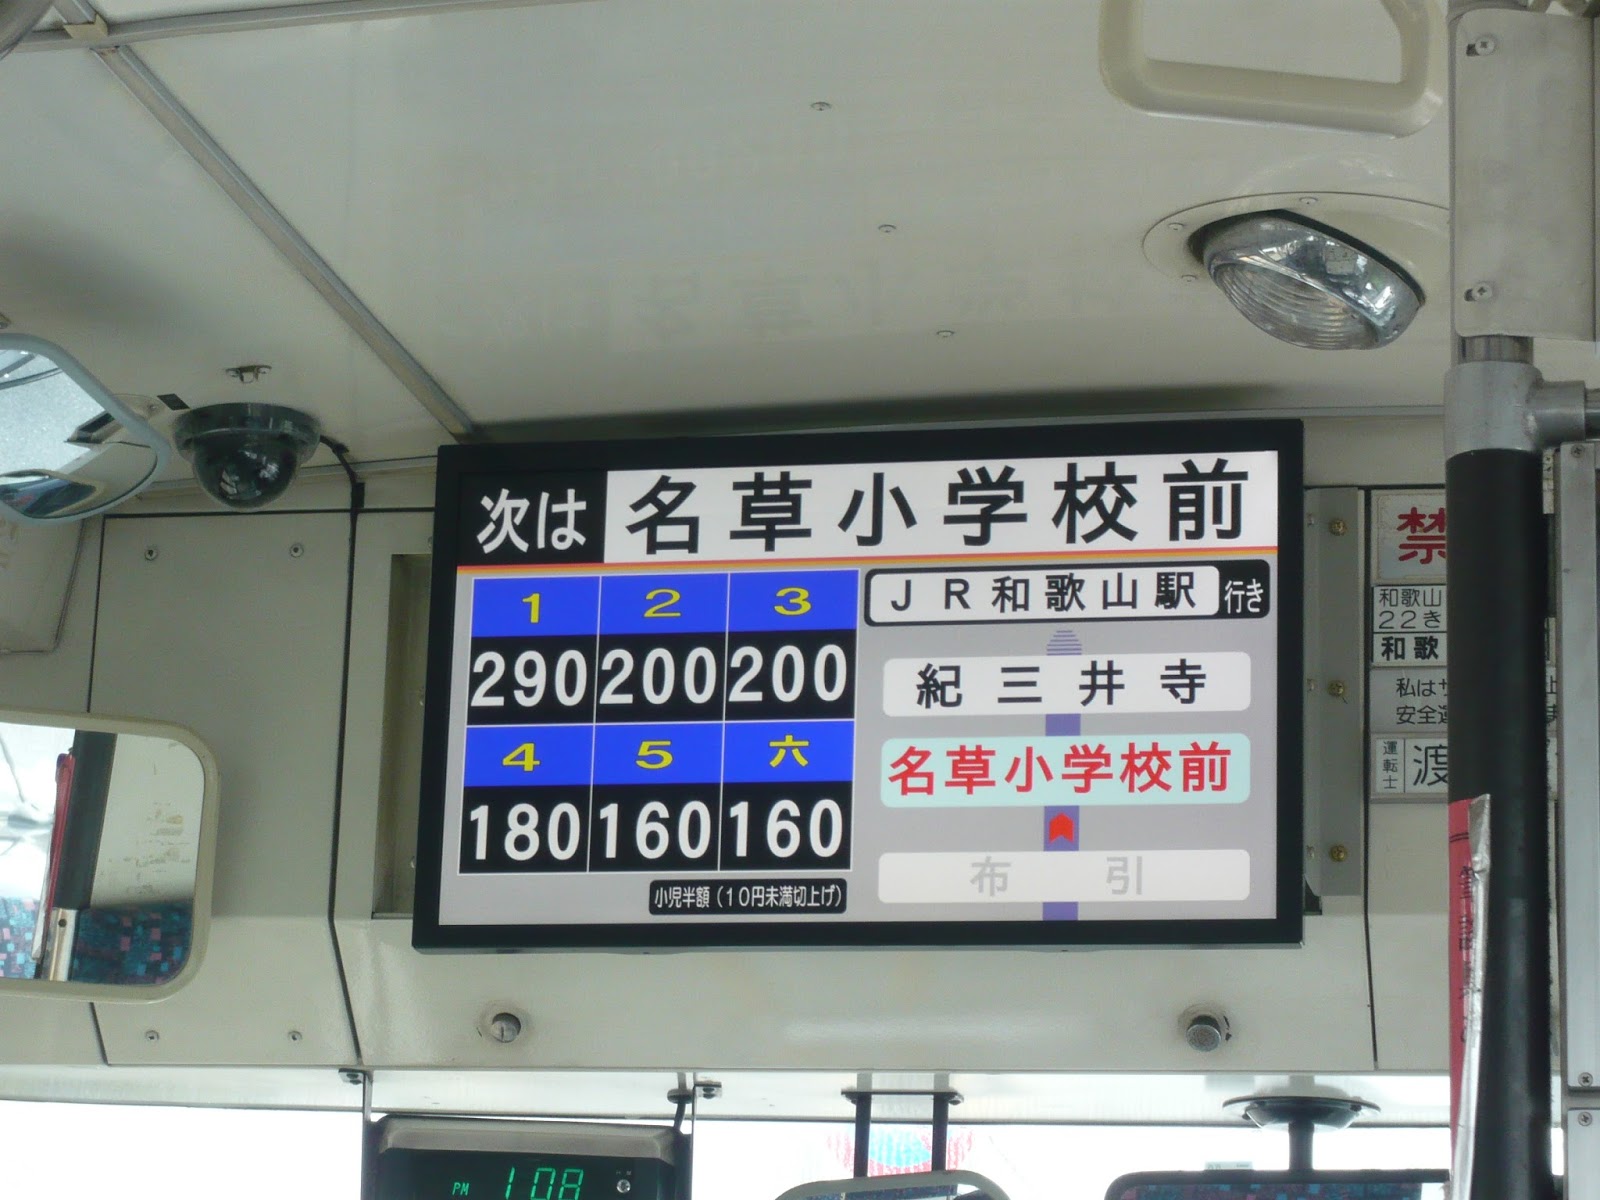 次は 名草小学校前
1 2 3
290 200 200
4 5 六
180 160 160
小児半額（10円未満切上げ）
JR和歌山駅 行き
紀三井寺
名草小学校前
布引
禁
和歌山
22き
和歌
私は
安全運
運転士 渡
PM 1:08